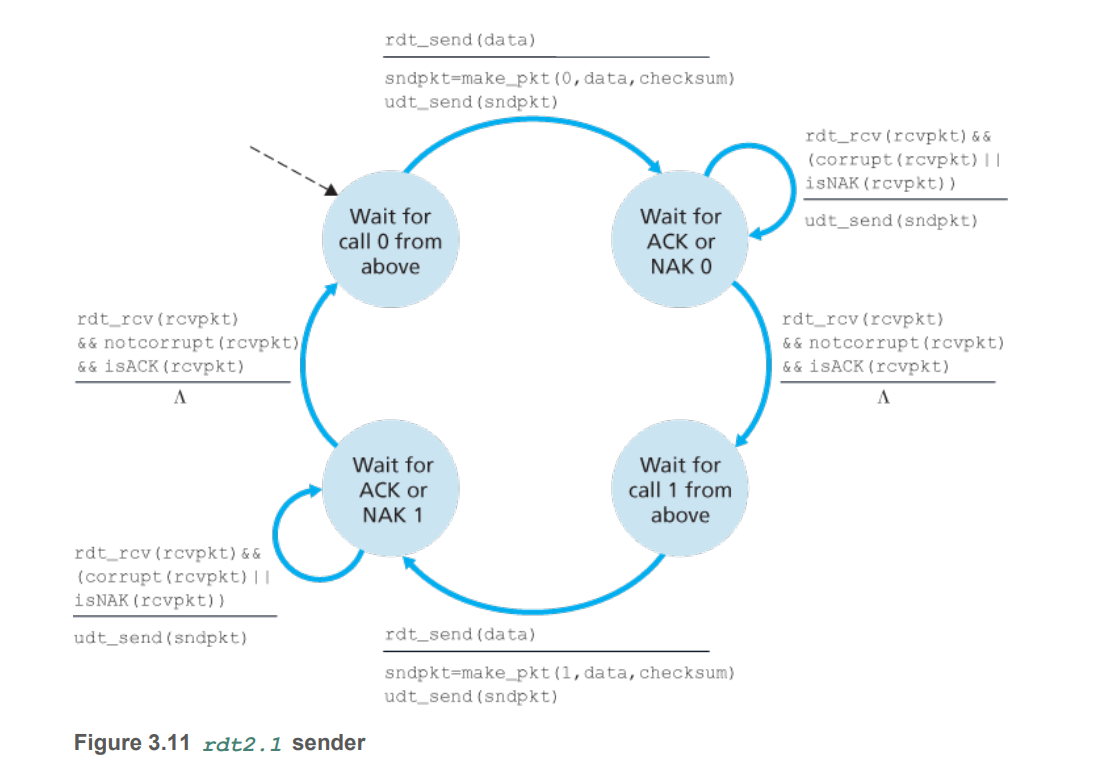 rdt_send(data)
sndpkt=make_pkt(0,data,checksum)
udt_send(sndpkt)
rdt_rcv(rcvpkt)&&
(corrupt(rcvpkt)||
isNAK(rcvpkt))
udt_send(sndpkt)
Wait for
call 0 from
above
Wait for
ACK or
NAK 0
rdt_rcv(rcvpkt)
&&notcorrupt(rcvpkt)
&&isACK(rcvpkt)
Λ
rdt_rcv(rcvpkt)
&&notcorrupt(rcvpkt)
&&isACK(rcvpkt)
Λ
Wait for
ACK or
NAK 1
Wait for
call 1 from
above
rdt_rcv(rcvpkt)&&
(corrupt(rcvpkt)||
isNAK(rcvpkt))
udt_send(sndpkt)
rdt_send(data)
sndpkt=make_pkt(1,data,checksum)
udt_send(sndpkt)
Figure 3.11 rdt2.1 sender